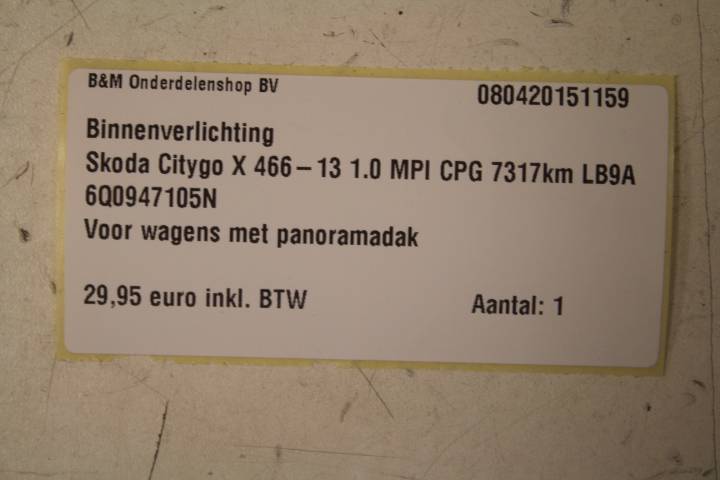 B&M Onderdelenshop BV 080420151159
Binnenverlichting
Skoda Citygo X 466-13 1.0 MPI CPG 7317km LB9A
6Q0947105N
Voor wagens met panoramadak
29,95 euro inkl. BTW Aantal: 1